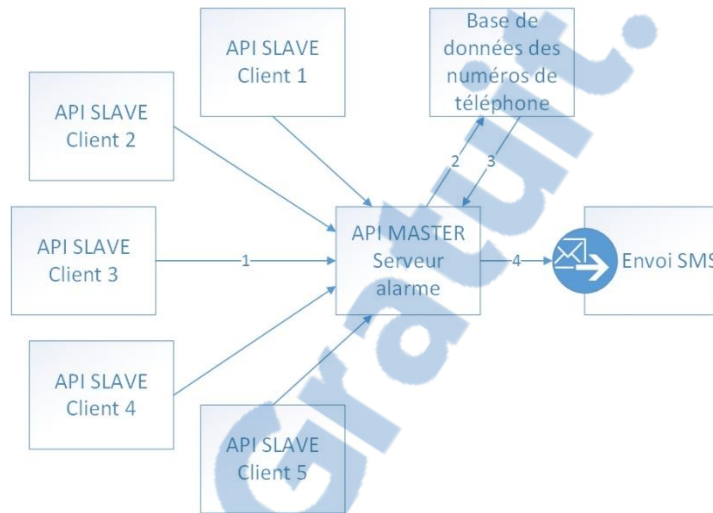 API SLAVE
Client 1
Base de
données des
numéros de
téléphone
API SLAVE
Client 2
2
3
API SLAVE
Client 3
1
API MASTER
Serveur
alarme
4
Envoi SMS
API SLAVE
Client 4
API SLAVE
Client 5
Gratuit.